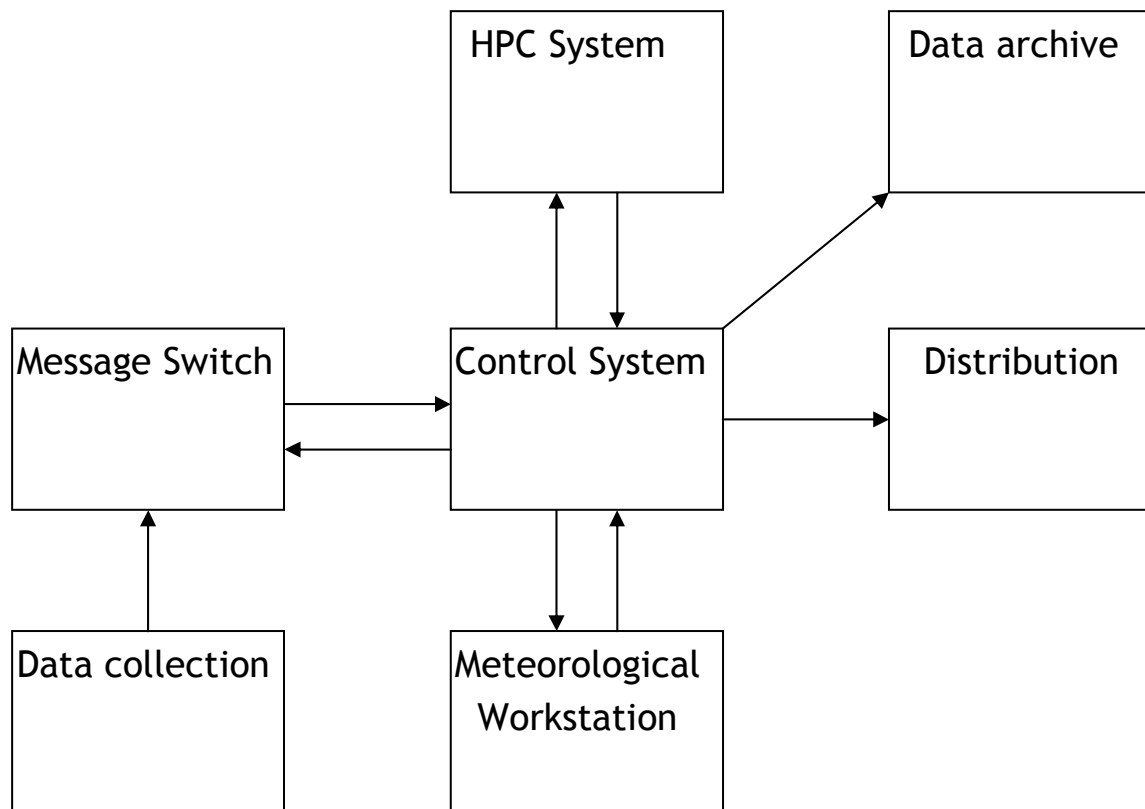 HPC System
Data archive
Message Switch
Control System
Distribution
Data collection
Meteorological
Workstation